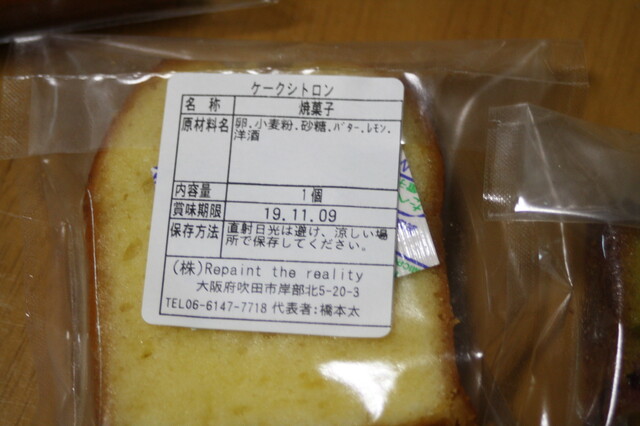 ケークシトロン
名 称 焼菓子
原材料名 卵、小麦粉、砂糖、バター、レモン、
洋酒
内容量 1個
賞味期限 19.11.09
保存方法 直射日光は避け、涼しい場
所で保存してください。
(株)Repaint the reality
大阪府吹田市岸部北5-20-3
TEL06-6147-7718 代表者:橋本太